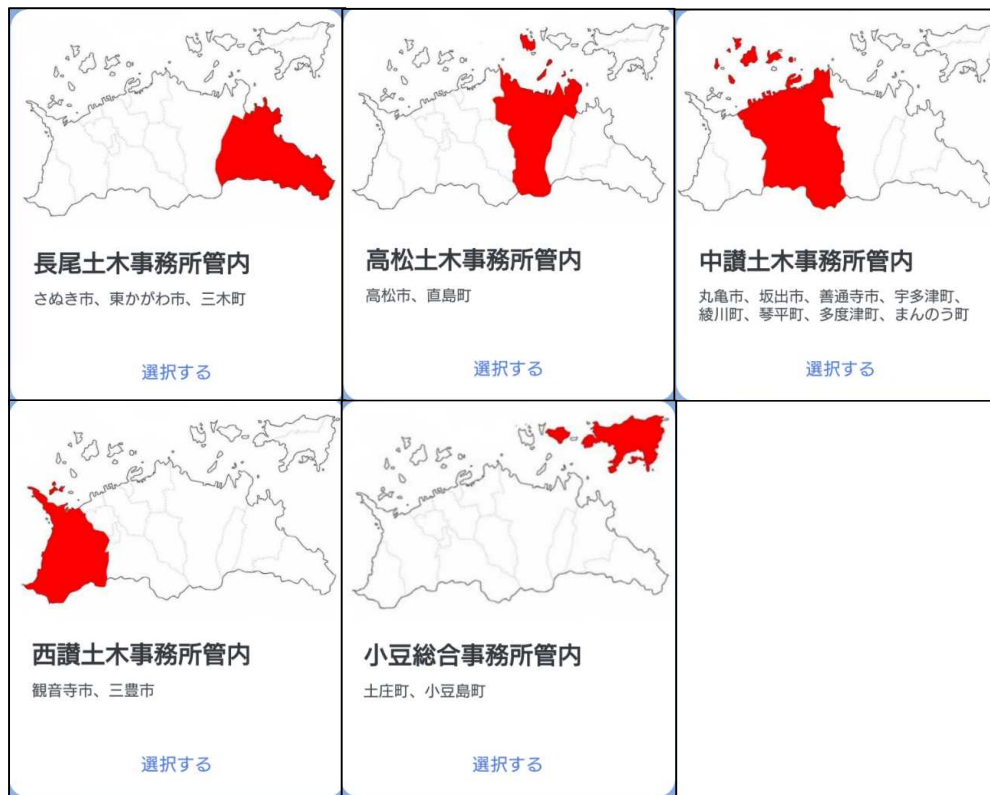 長尾土木事務所管内
さぬき市、東かがわ市、三木町
選択する
高松土木事務所管内
高松市、直島町
選択する
中讃土木事務所管内
丸亀市、坂出市、善通寺市、宇多津町、
綾川町、琴平町、多度津町、まんのう町
選択する
西讃土木事務所管内
観音寺市、三豊市
選択する
小豆総合事務所管内
土庄町、小豆島町
選択する